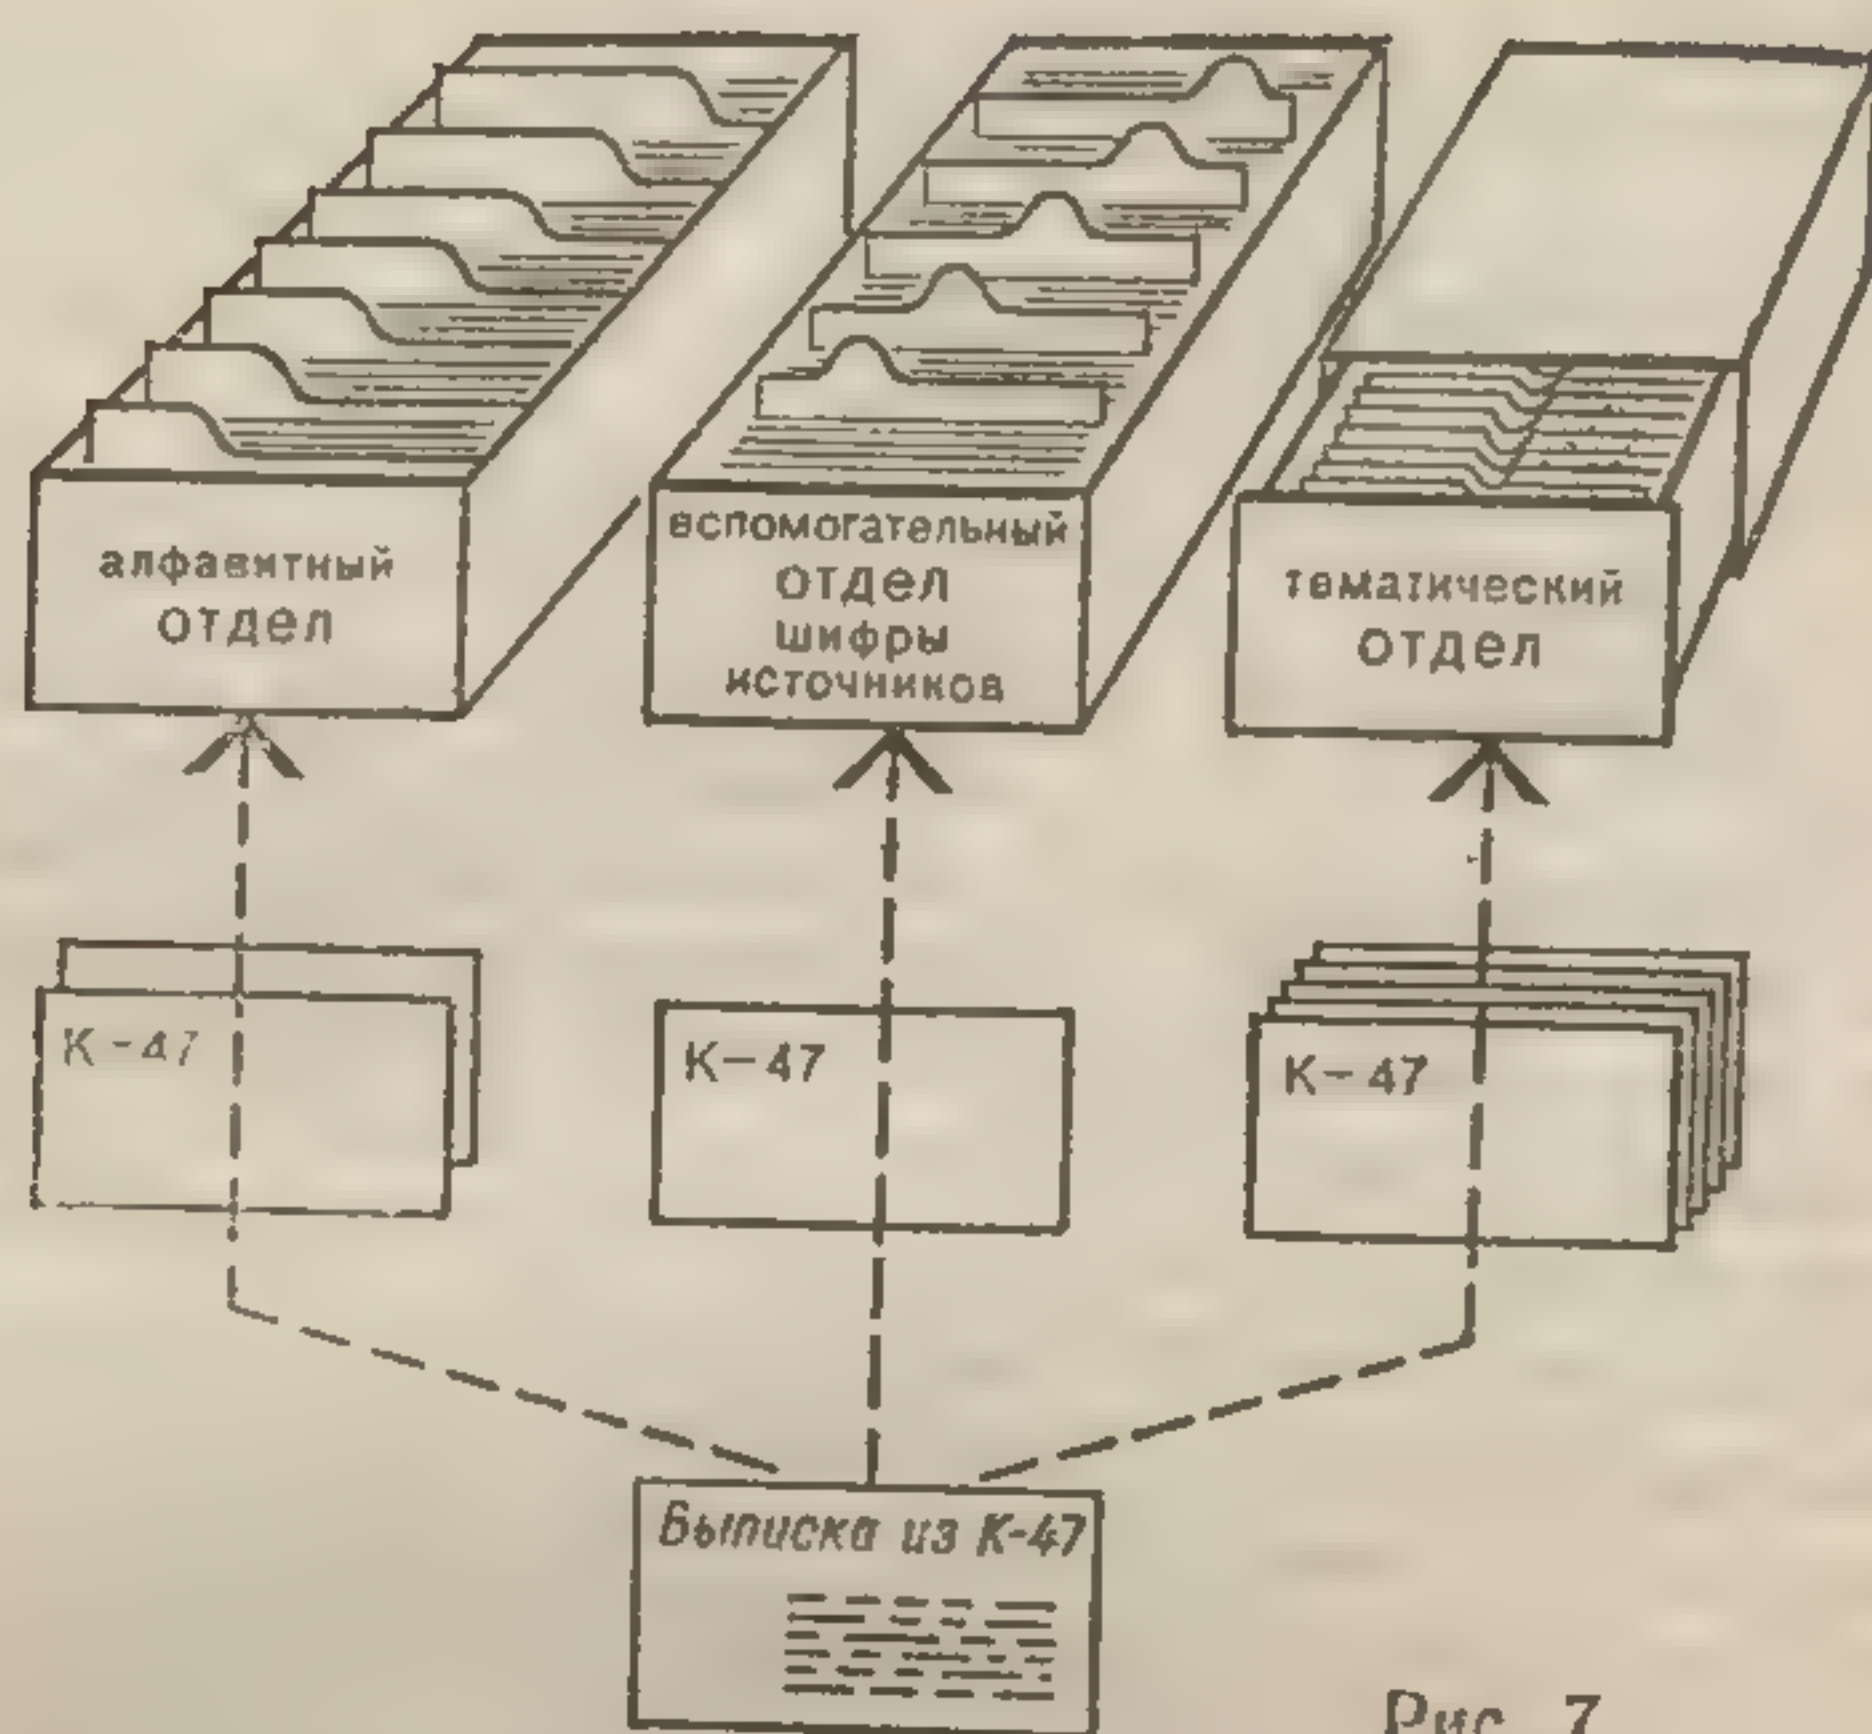 алфавитный
отдел
вспомогательный
отдел
шифры
источников
тематический
отдел
К-47
К-47
К-47
Выписка из К-47
Рис. 7